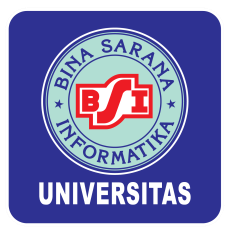 BINA SARANA
BSI
INFORMATIKA
UNIVERSITAS